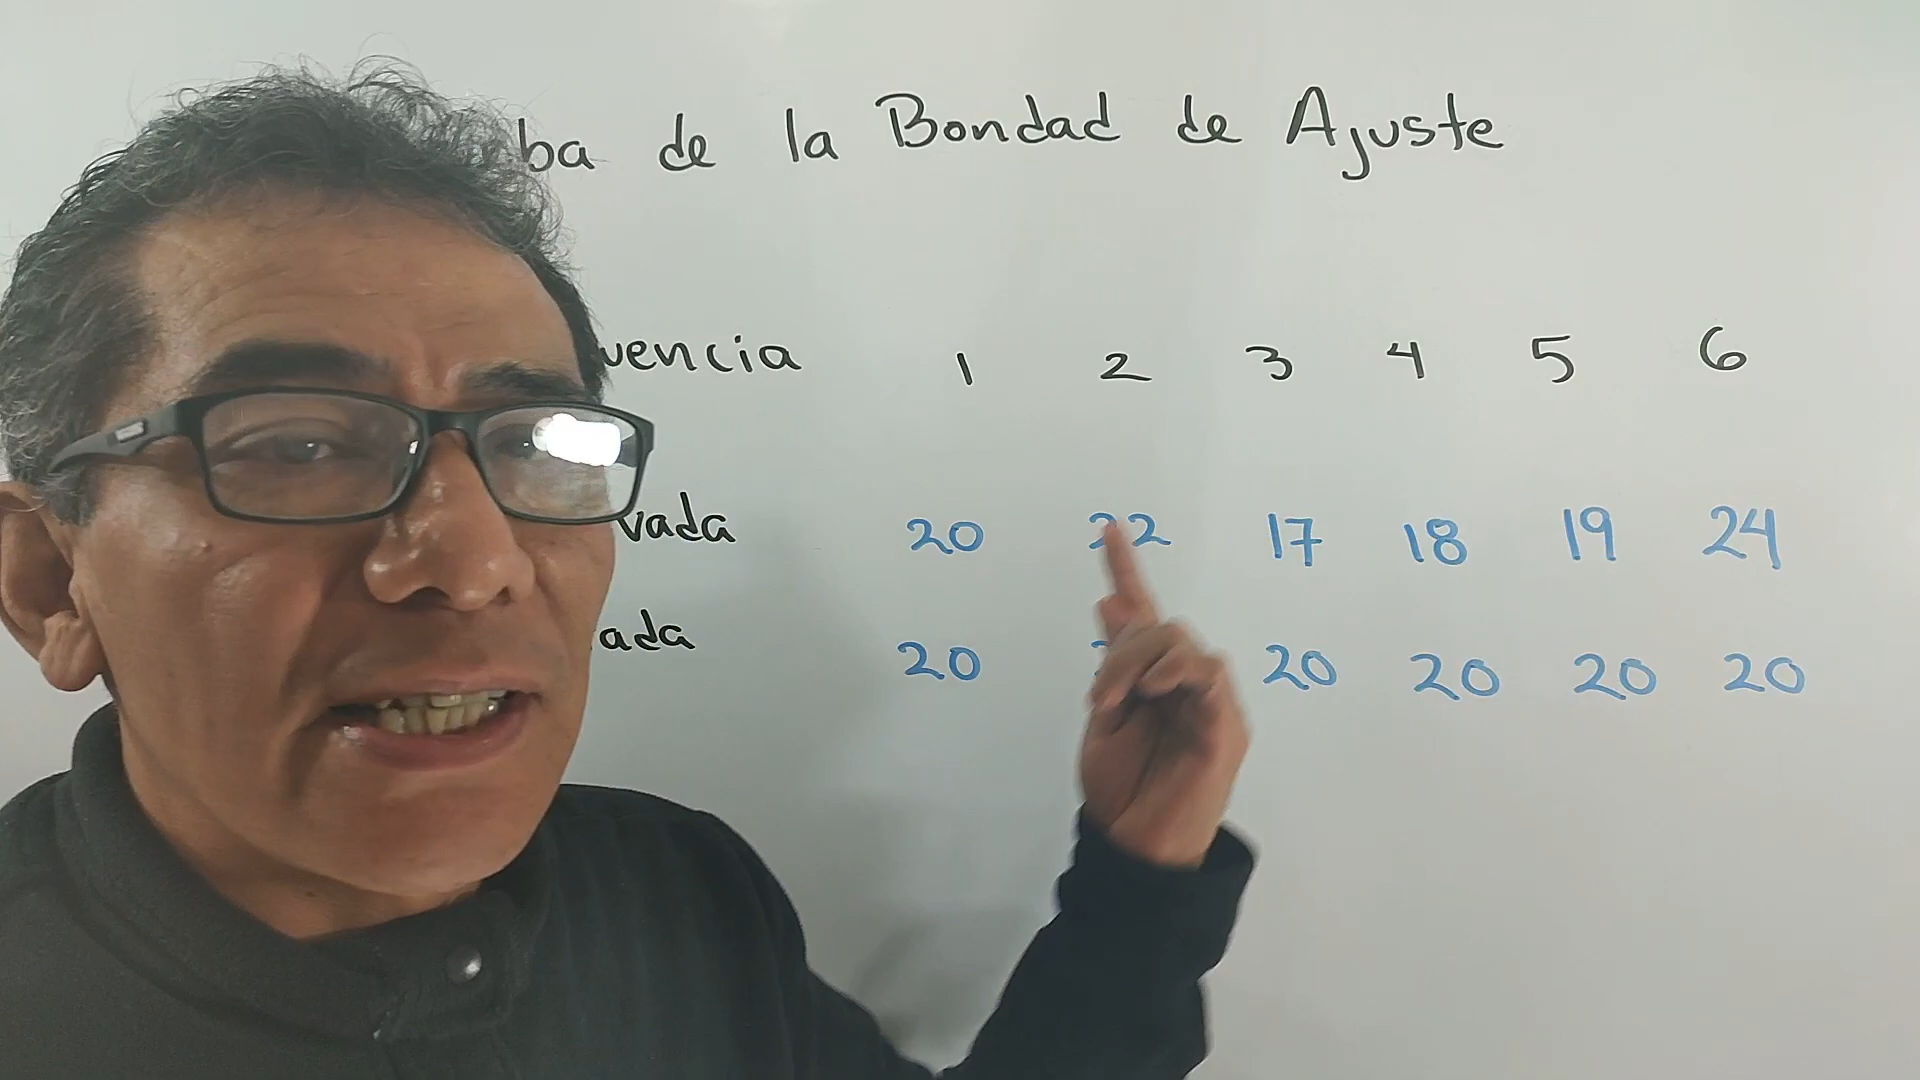 ba de la Bondad de Ajuste
uencia 1 2 3 4 5 6
vada 20 22 17 18 19 24
ada 20 20 20 20 20